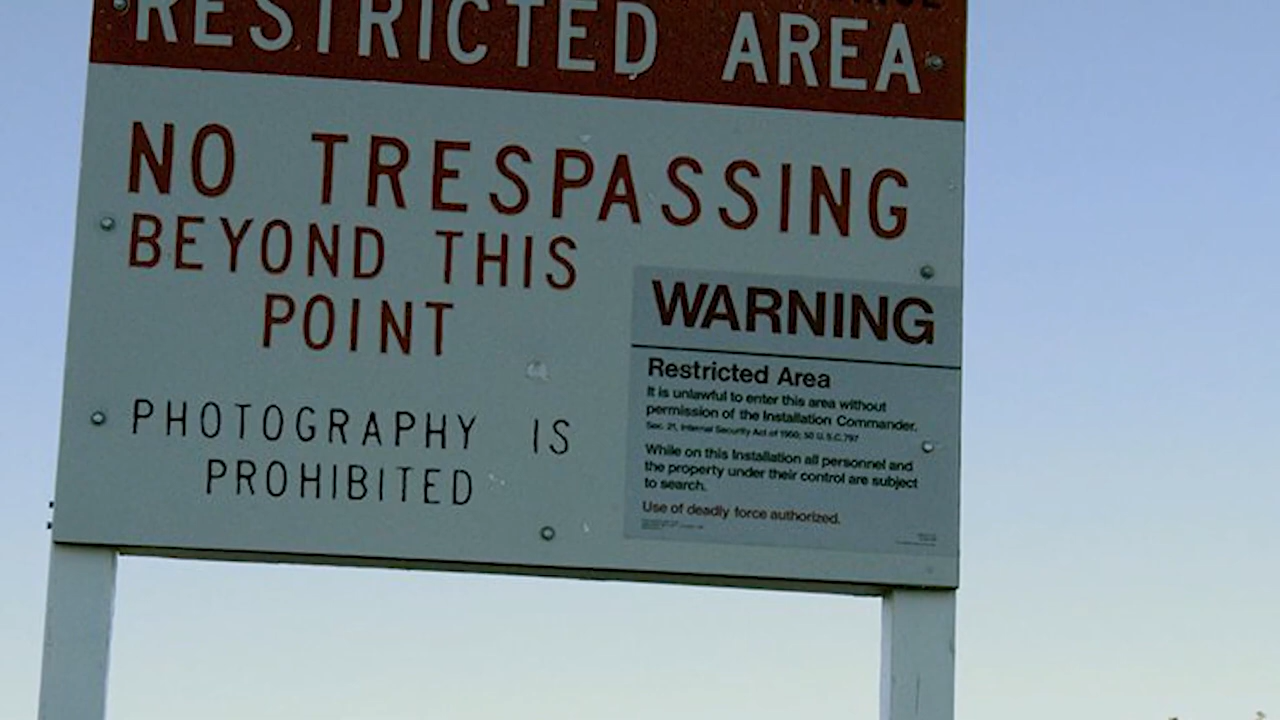 RESTRICTED AREA
NO TRESPASSING
BEYOND THIS
POINT
PHOTOGRAPHY IS
PROHIBITED
WARNING
Restricted Area
It is unlawful to enter this area without
permission of the Installation Commander.
Sec. 21, Internal Security Act of 1950; 50 U.S.C. 797
While on this Installation all personnel and
the property under their control are subject
to search.
Use of deadly force authorized.